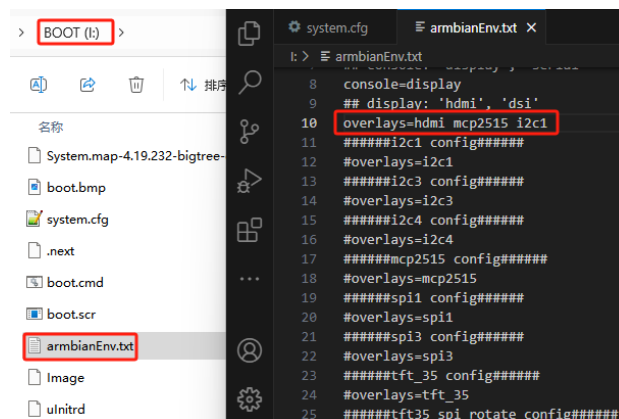 BOOT (I:)
排序
名称
System.map-4.19.232-bigtree-
boot.bmp
system.cfg
.next
boot.cmd
boot.scr
armbianEnv.txt
Image
uInitrd
system.cfg
armbianEnv.txt
I: > armbianEnv.txt
8 console=display
9 ## display: 'hdmi', 'dsi'
10 overlays=hdmi mcp2515 i2c1
11 ######i2c1 config######
12 #overlays=i2c1
13 ######i2c3 config######
14 #overlays=i2c3
15 ######i2c4 config######
16 #overlays=i2c4
17 ######mcp2515 config######
18 #overlays=mcp2515
19 ######spi1 config######
20 #overlays=spi1
21 ######spi3 config######
22 #overlays=spi3
23 ######tft_35 config######
24 #overlays=tft_35
25 ######tft35 spi rotate config######